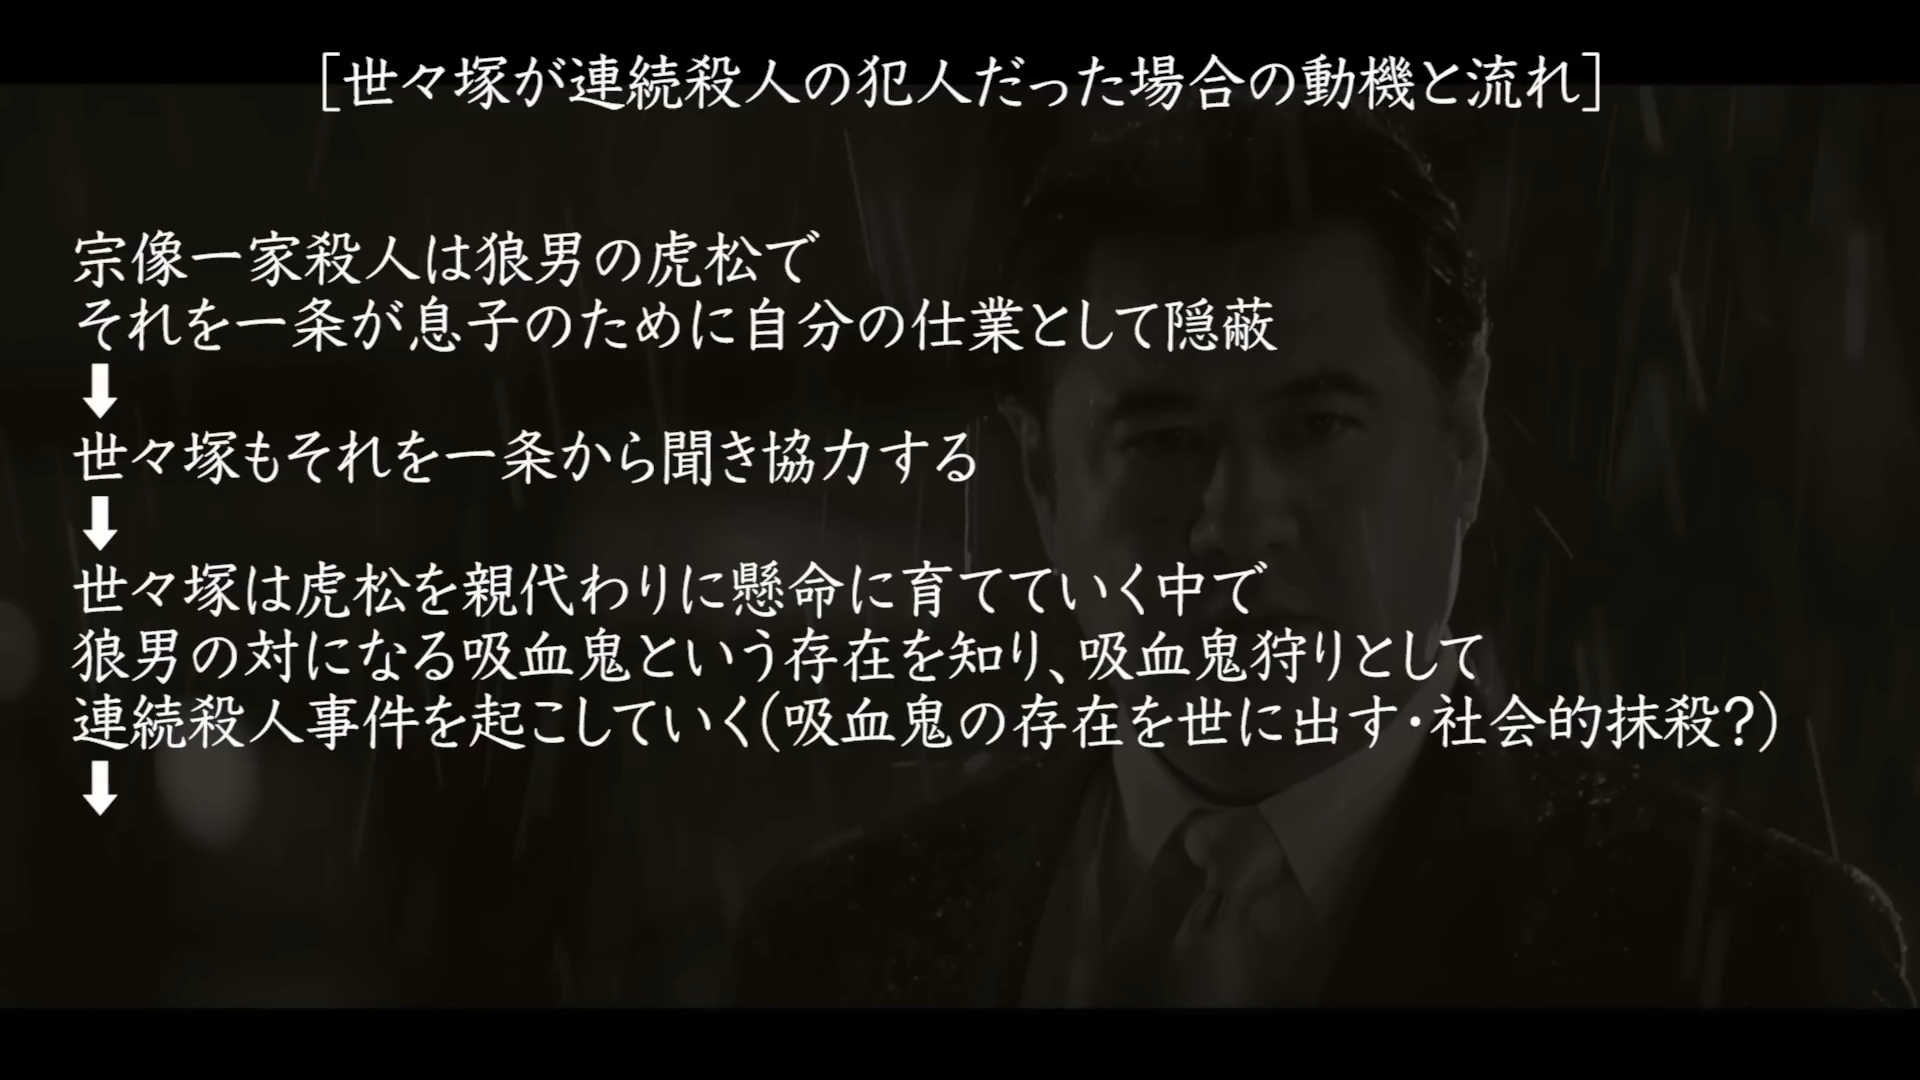 [世々塚が連続殺人の犯人だった場合の動機と流れ]
宗像一家殺人は狼男の虎松で
それを一条が息子のために自分の仕業として隠蔽
⬇
世々塚もそれを一条から聞き協力する
⬇
世々塚は虎松を親代わりに懸命に育てていく中で
狼男の対になる吸血鬼という存在を知り、吸血鬼狩りとして
連続殺人事件を起こしていく(吸血鬼の存在を世に出す・社会的抹殺?)
⬇